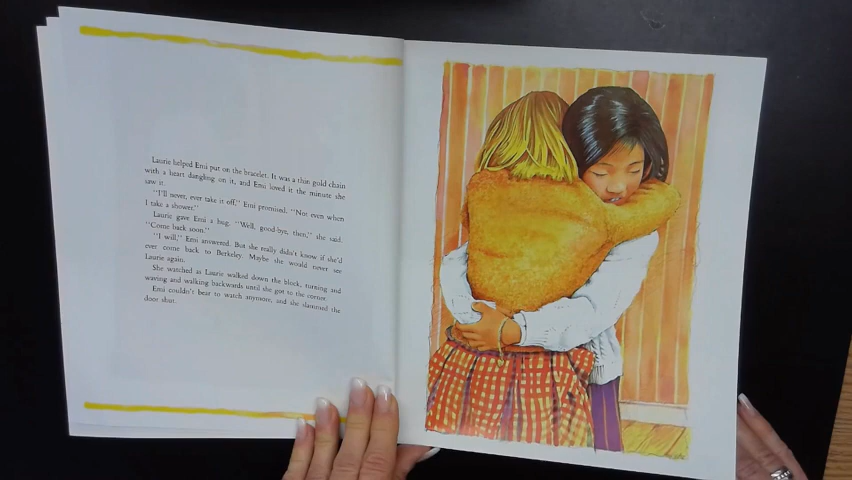 Laurie helped Emi put on the bracelet. It was a thin gold chain
with a heart dangling on it, and Emi loved it the minute she
saw it.
"I'll never, ever take it off," Emi promised. "Not even when
I take a shower."
Laurie gave Emi a hug. "Well, good-bye, then," she said.
"Come back soon."
"I will," Emi answered. But she really didn't know if she'd
ever come back to Berkeley. Maybe she would never see
Laurie again.
She watched as Laurie walked down the block, turning and
waving and walking backwards until she got to the corner.
Emi couldn't bear to watch anymore, and she slammed the
door shut.